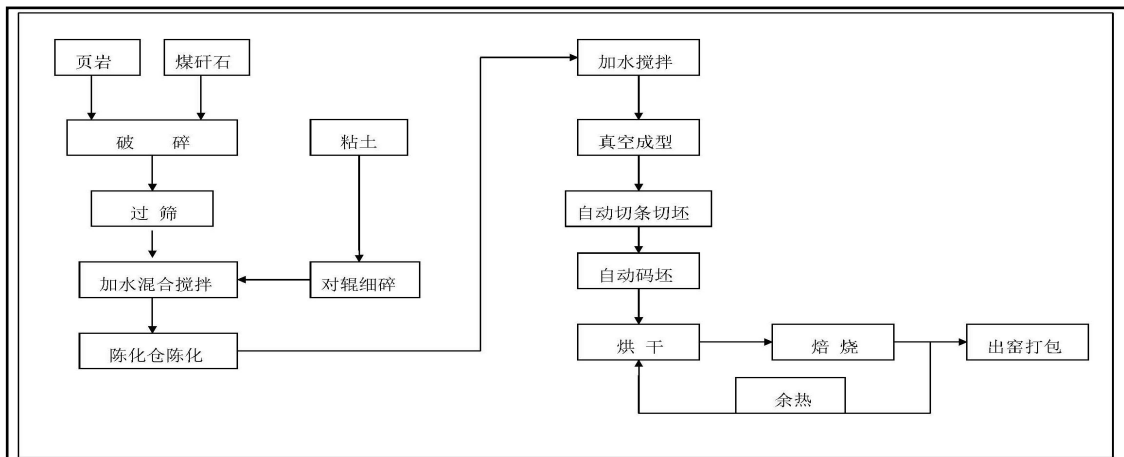 页岩
煤矸石
破 碎
粘土
过 筛
加水混合搅拌
对辊细碎
陈化仓陈化
加水搅拌
真空成型
自动切条切坯
自动码坯
烘 干
焙 烧
出窑打包
余热